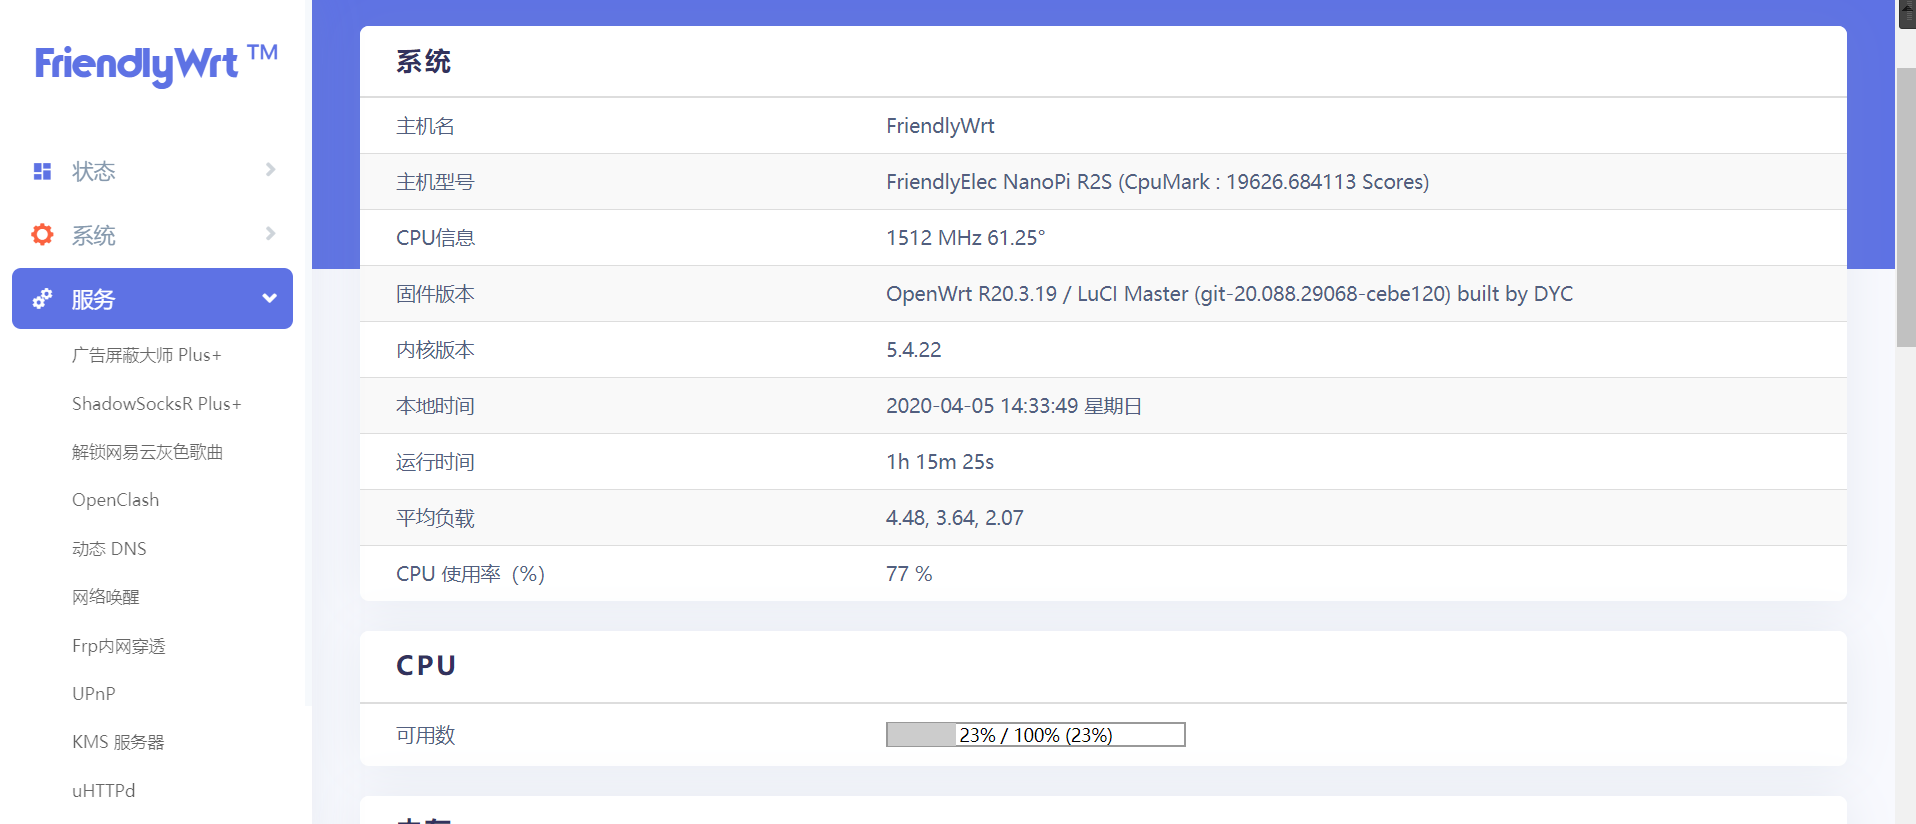 FriendlyWrt ™
状态
系统
服务
广告屏蔽大师 Plus+
ShadowSocksR Plus+
解锁网易云灰色歌曲
OpenClash
动态 DNS
网络唤醒
Frp内网穿透
UPnP
KMS 服务器
uHTTPd
系统
主机名 FriendlyWrt
主机型号 FriendlyElec NanoPi R2S (CpuMark : 19626.684113 Scores)
CPU信息 1512 MHz 61.25°
固件版本 OpenWrt R20.3.19 / LuCI Master (git-20.088.29068-cebe120) built by DYC
内核版本 5.4.22
本地时间 2020-04-05 14:33:49 星期日
运行时间 1h 15m 25s
平均负载 4.48, 3.64, 2.07
CPU 使用率（%） 77 %
CPU
可用数 23% / 100% (23%)